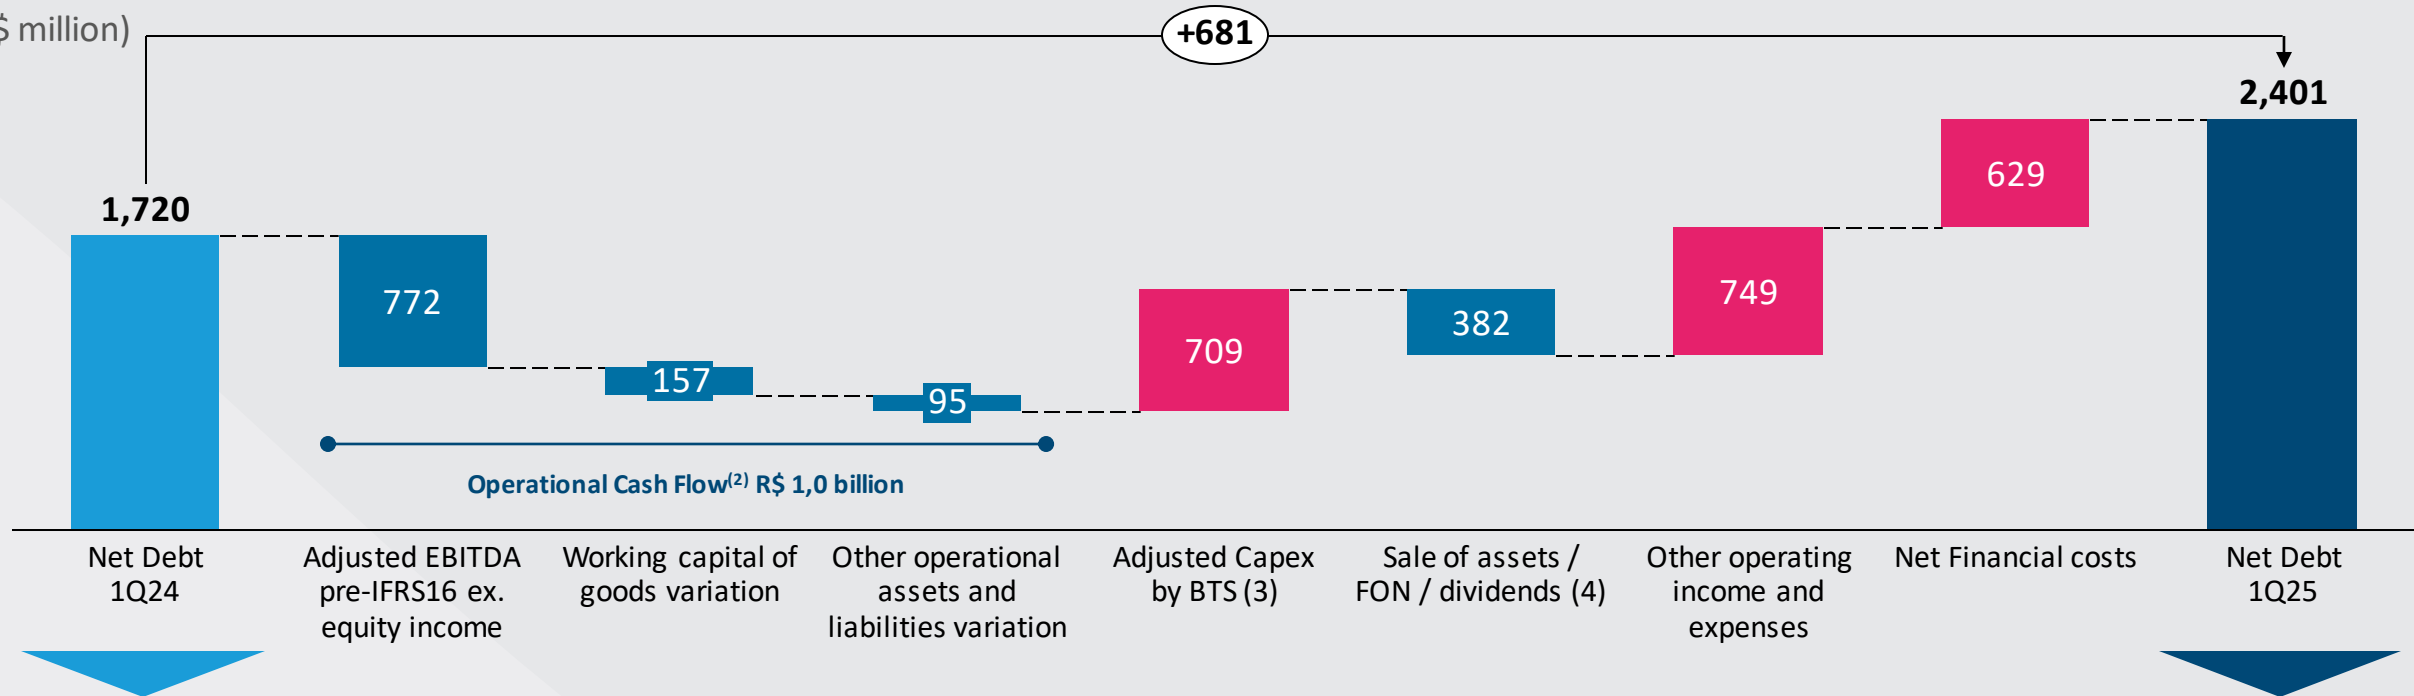 $ million)
+681
1,720
772
157
95
709
382
749
629
2,401
Operational Cash Flow(2) R$ 1,0 billion
Net Debt
1Q24
Adjusted EBITDA
pre-IFRS16 ex.
equity income
Working capital of
goods variation
Other operational
assets and
liabilities variation
Adjusted Capex
by BTS (3)
Sale of assets /
FON / dividends (4)
Other operating
income and
expenses
Net Financial costs
Net Debt
1Q25